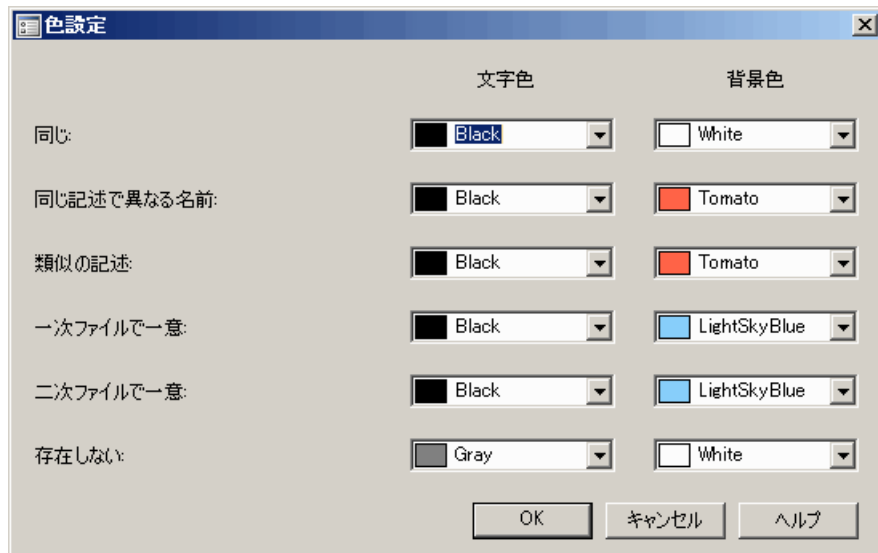 色設定
文字色 背景色
同じ: Black White
同じ記述で異なる名前: Black Tomato
類似の記述: Black Tomato
一次ファイルで一意: Black LightSkyBlue
二次ファイルで一意: Black LightSkyBlue
存在しない: Gray White
OK キャンセル ヘルプ